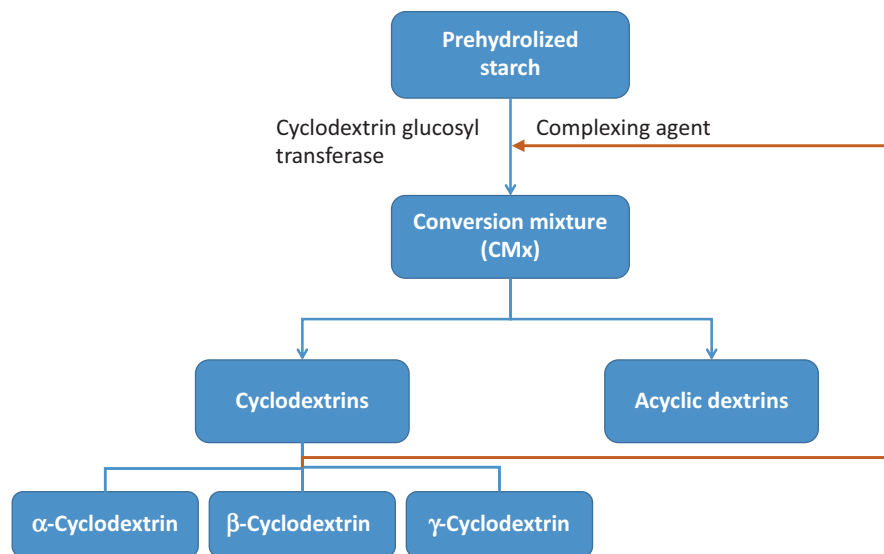 Prehydrolized
starch
Cyclodextrin glucosyl
transferase
Complexing agent
Conversion mixture
(CMx)
Cyclodextrins
Acyclic dextrins
α-Cyclodextrin
β-Cyclodextrin
γ-Cyclodextrin